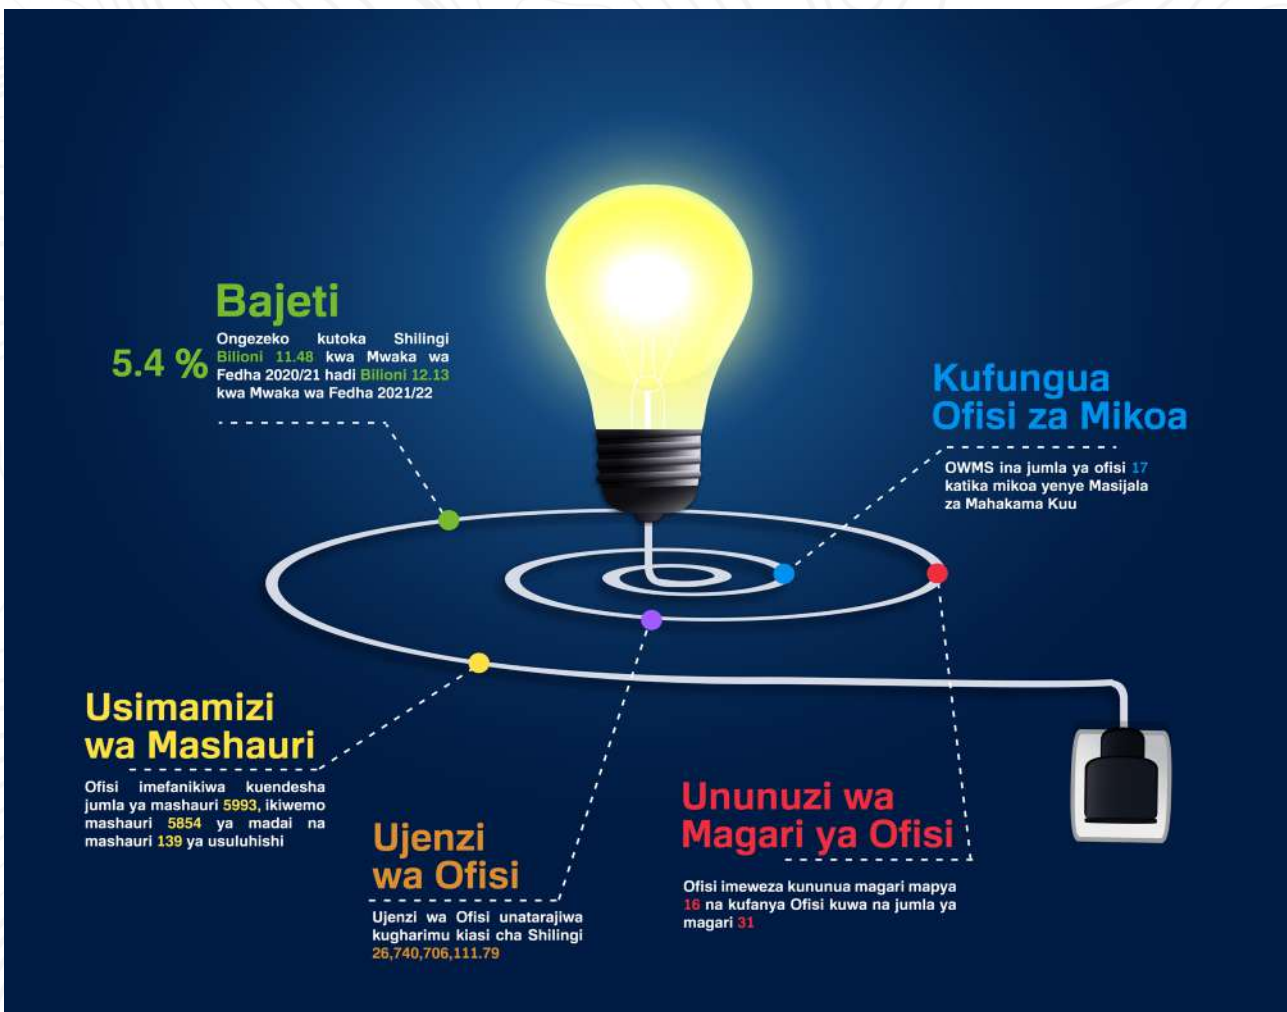 Bajeti
5.4 %
Ongezeko kutoka Shilingi
Bilioni 11.48 kwa Mwaka wa
Fedha 2020/21 hadi Bilioni 12.13
kwa Mwaka wa Fedha 2021/22
Kufungua
Ofisi za Mikoa
OWMS ina jumla ya ofisi 17
katika mikoa yenye Masijala
za Mahakama Kuu
Usimamizi
wa Mashauri
Ofisi imefanikiwa kuendesha
jumla ya mashauri 5993, ikiwemo
mashauri 5854 ya madai na
mashauri 139 ya usuluhishi
Ujenzi
wa Ofisi
Ujenzi wa Ofisi unatarajiwa
kugharimu kiasi cha Shilingi
26,740,706,111.79
Ununuzi wa
Magari ya Ofisi
Ofisi imeweza kununua magari mapya
16 na kufanya Ofisi kuwa na jumla ya
magari 31